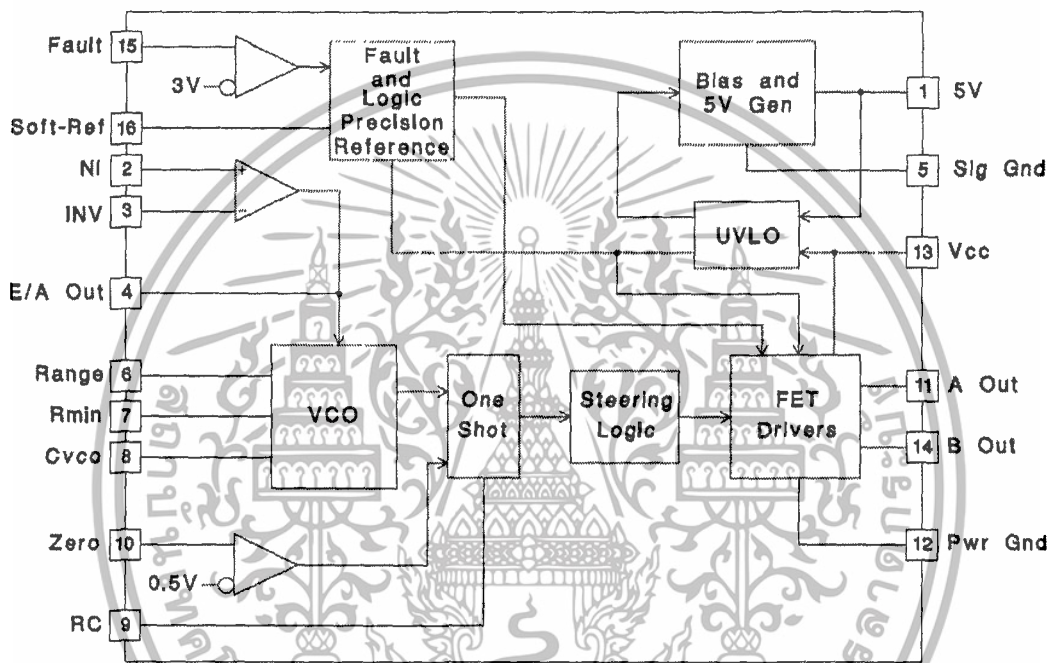 Fault 15
3V
Fault
and
Logic
Precision
Reference
Bias and
5V Gen
1 5V
Soft-Ref 16
NI 2
+
INV 3
-
5 Sig Gnd
UVLO
13 Vcc
E/A Out 4
Range 6
Rmin 7
Cvco 8
VCO
One
Shot
Steering
Logic
FET
Drivers
11 A Out
14 B Out
Zero 10
0.5V
12 Pwr Gnd
RC 9